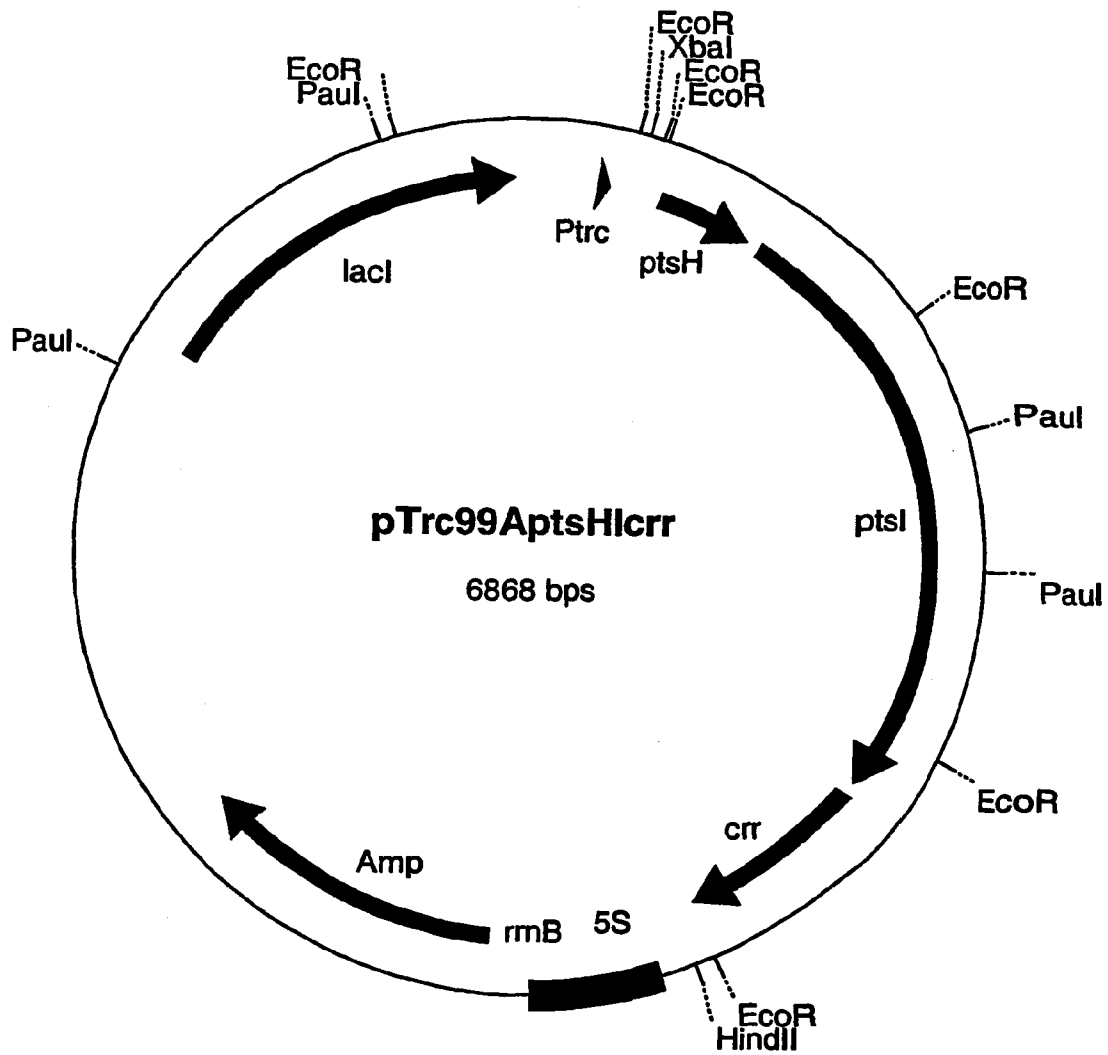 EcoR
XbaI
EcoR
EcoR
EcoR
PauI
Ptrc
ptsH
lacI
EcoR
PauI
PauI
pTrc99AptsHIcrr
ptsI
6868 bps
PauI
EcoR
crr
Amp
5S
rrnB
EcoR
HindII